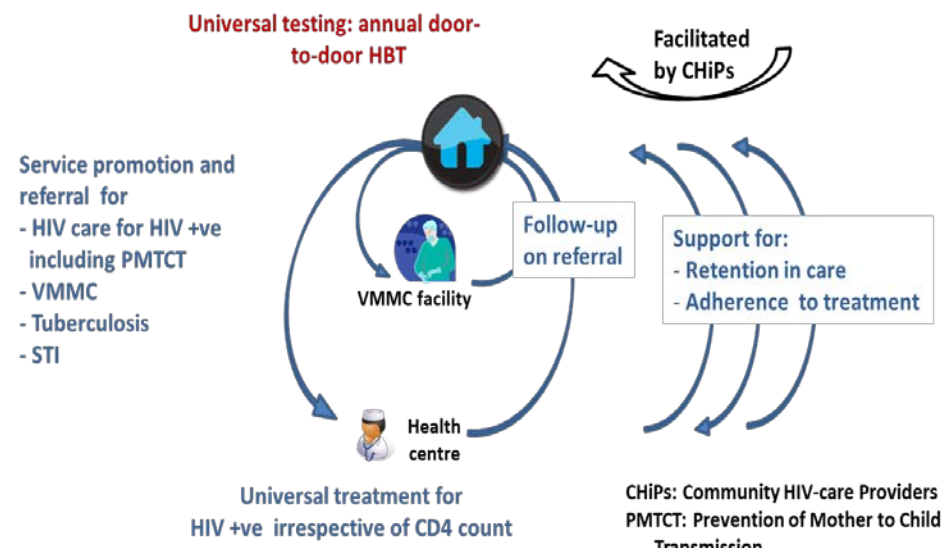 Universal testing: annual door-
to-door HBT
Facilitated
by CHiPs
Service promotion and
referral for
- HIV care for HIV +ve
including PMTCT
- VMMC
- Tuberculosis
- STI
Follow-up
on referral
Support for:
- Retention in care
- Adherence to treatment
VMMC facility
Health
centre
Universal treatment for
HIV +ve irrespective of CD4 count
CHiPs: Community HIV-care Providers
PMTCT: Prevention of Mother to Child
Transmission